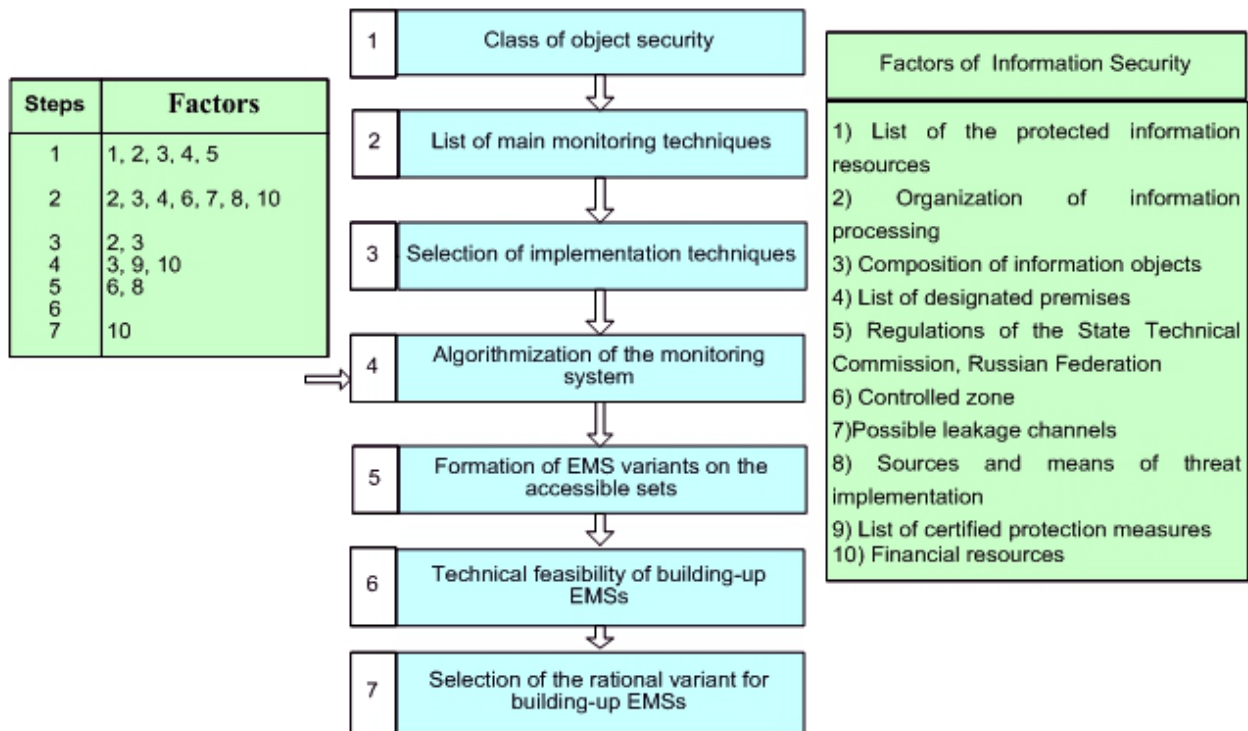 Steps Factors
1 1, 2, 3, 4, 5
2 2, 3, 4, 6, 7, 8, 10
3 2, 3
4 3, 9, 10
5 6, 8
6
7 10
1 Class of object security
2 List of main monitoring techniques
3 Selection of implementation techniques
4 Algorithmization of the monitoring
system
5 Formation of EMS variants on the
accessible sets
6 Technical feasibility of building-up
EMSs
7 Selection of the rational variant for
building-up EMSs
Factors of Information Security
1) List of the protected information
resources
2) Organization of information
processing
3) Composition of information objects
4) List of designated premises
5) Regulations of the State Technical
Commission, Russian Federation
6) Controlled zone
7)Possible leakage channels
8) Sources and means of threat
implementation
9) List of certified protection measures
10) Financial resources